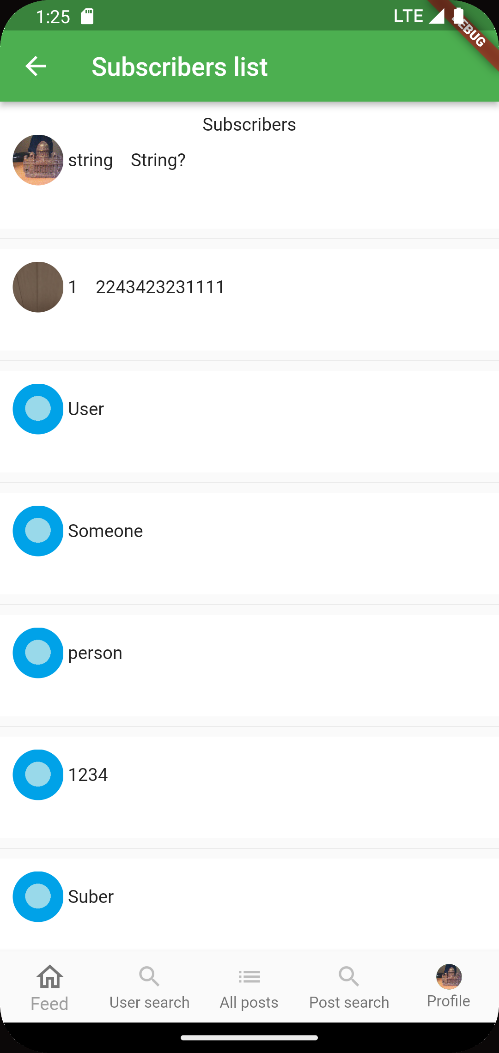 1:25 LTE
DEBUG
Subscribers list
Subscribers
string String?
1 2243423231111
User
Someone
person
1234
Suber
Feed User search All posts Post search Profile